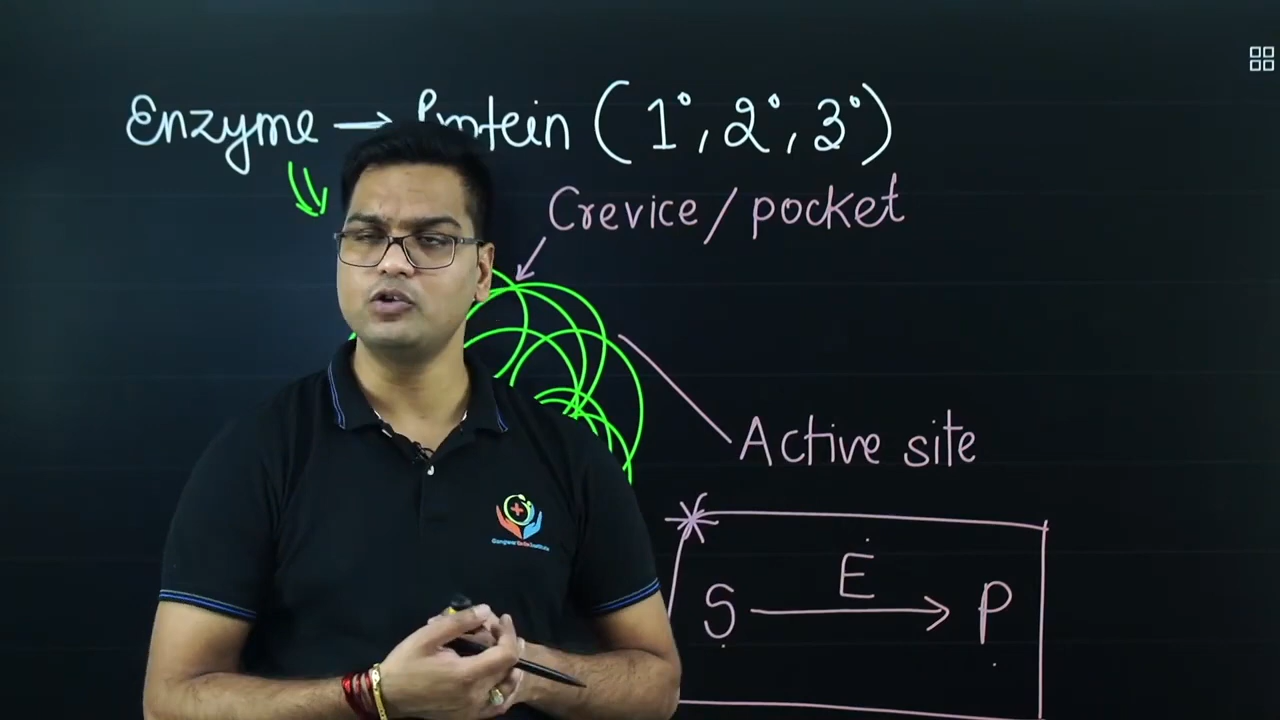 Enzyme → Protein (1°, 2°, 3°)
Crevice / pocket
Active site
E
S → P